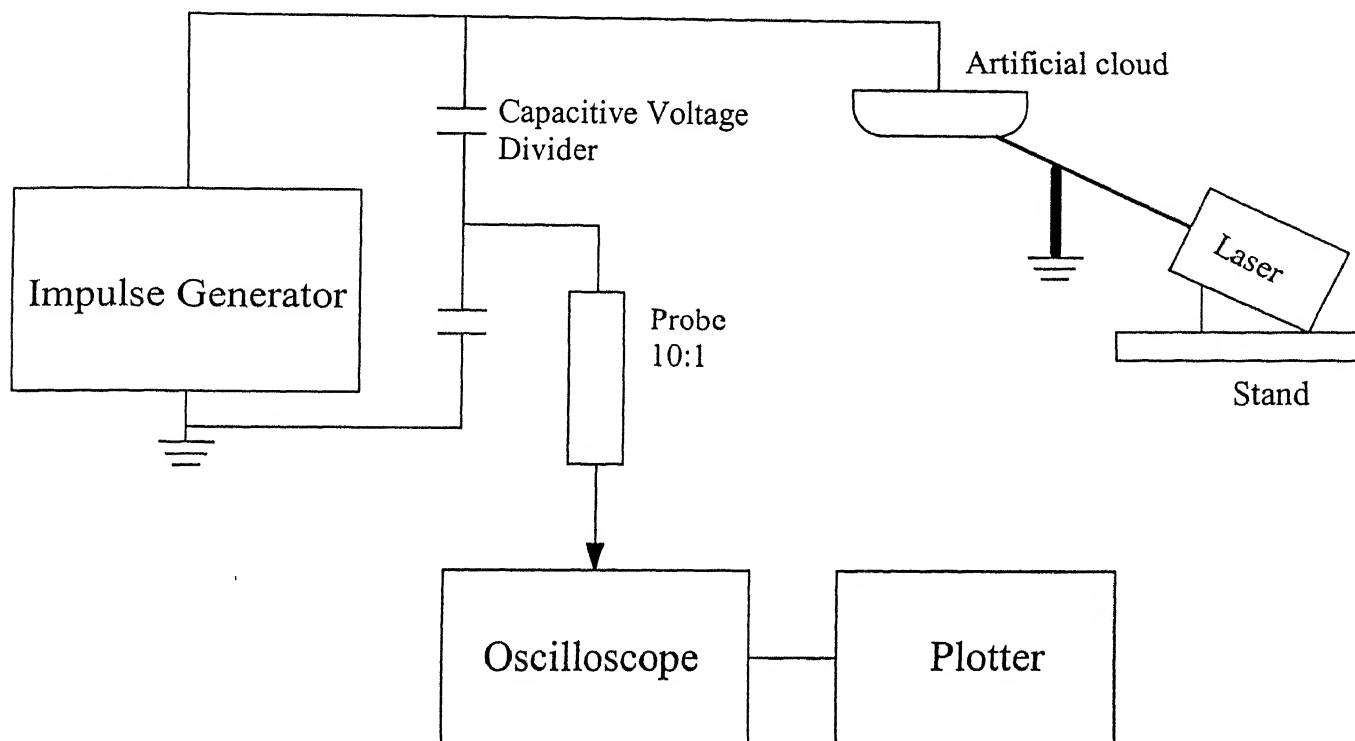 Artificial cloud
Capacitive Voltage
Divider
Laser
Impulse Generator
Probe
10:1
Stand
Oscilloscope
Plotter